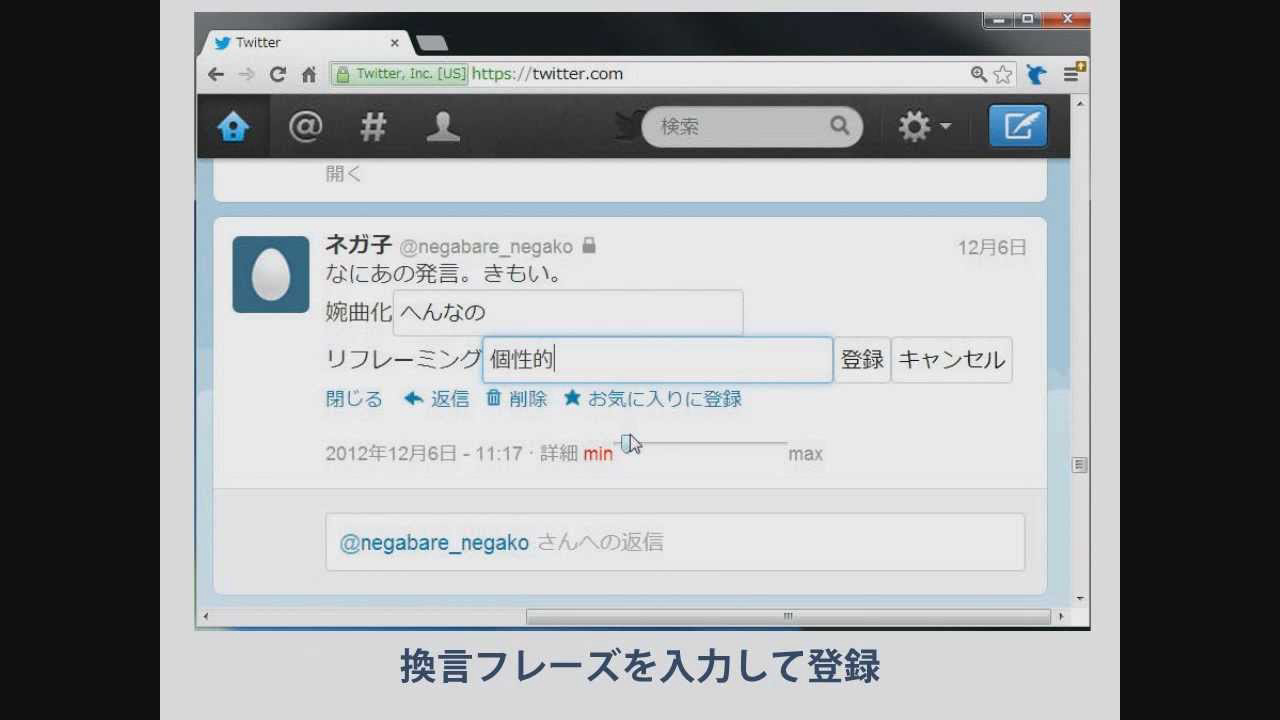 Twitter
Twitter, Inc. [US] https://twitter.com
@ # 検索
開く
ネガ子 @negabare_negako 12月6日
なにあの発言。きもい。
婉曲化 へんなの
リフレーミング 個性的 登録 キャンセル
閉じる 返信 削除 お気に入りに登録
2012年12月6日 - 11:17 · 詳細 min max
@negabare_negako さんへの返信
換言フレーズを入力して登録